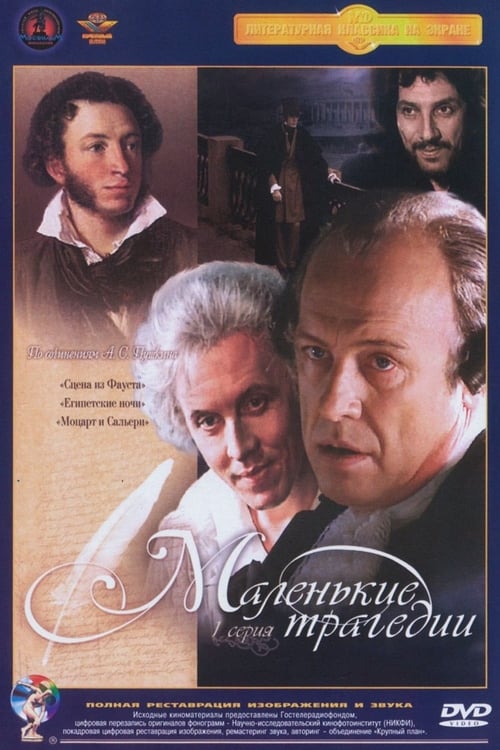 ЛИТЕРАТУРНАЯ КЛАССИКА НА ЭКРАНЕ
По сочинениям А. С. Пушкина
«Сцена из Фауста»
«Египетские ночи»
«Моцарт и Сальери»
Маленькие
1 серия трагедии
ПОЛНАЯ РЕСТАВРАЦИЯ ИЗОБРАЖЕНИЯ И ЗВУКА
Исходные киноматериалы предоставлены Гостелерадиофондом,
цифровая перезапись оригиналов фонограмм - Научно-исследовательский кинофотоинститут (НИКФИ),
покадровая цифровая реставрация изображения, ремастеринг звука, авторинг – объединение «Крупный план».
DVD
VIDEO